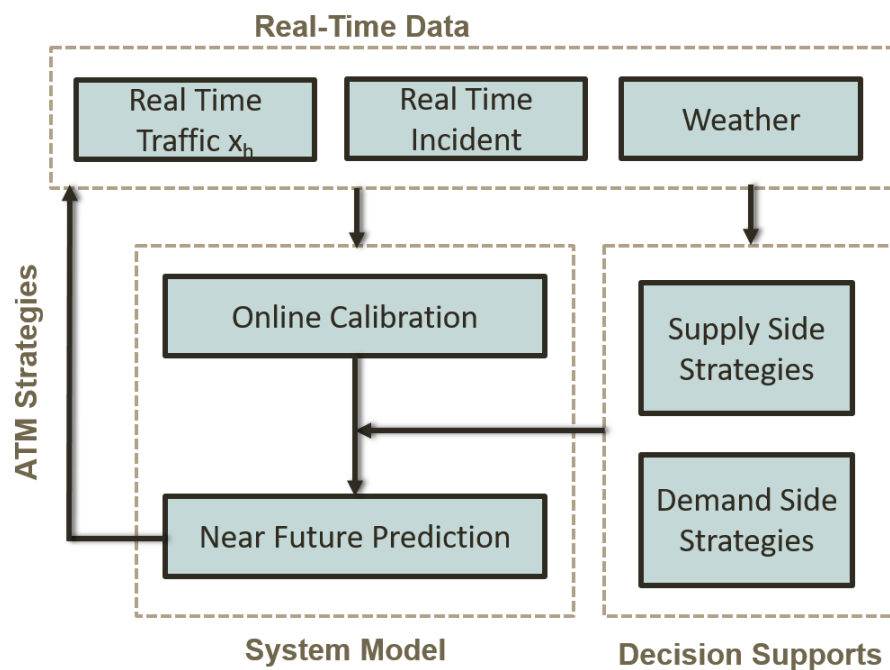 Real-Time Data
Real Time
Traffic xₕ
Real Time
Incident
Weather
ATM Strategies
Online Calibration
Near Future Prediction
Supply Side
Strategies
Demand Side
Strategies
System Model
Decision Supports